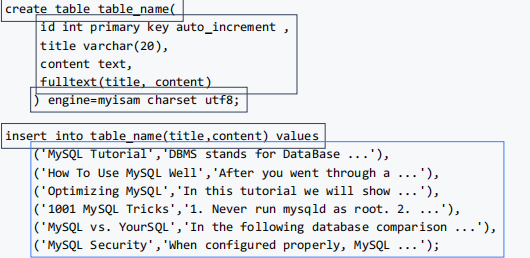 create table table_name(
id int primary key auto_increment ,
title varchar(20),
content text,
fulltext(title, content)
) engine=myisam charset utf8;
insert into table_name(title,content) values
('MySQL Tutorial','DBMS stands for DataBase ...'),
('How To Use MySQL Well','After you went through a ...'),
('Optimizing MySQL','In this tutorial we will show ...'),
('1001 MySQL Tricks','1. Never run mysqld as root. 2. ...'),
('MySQL vs. YourSQL','In the following database comparison ...'),
('MySQL Security','When configured properly, MySQL ...');